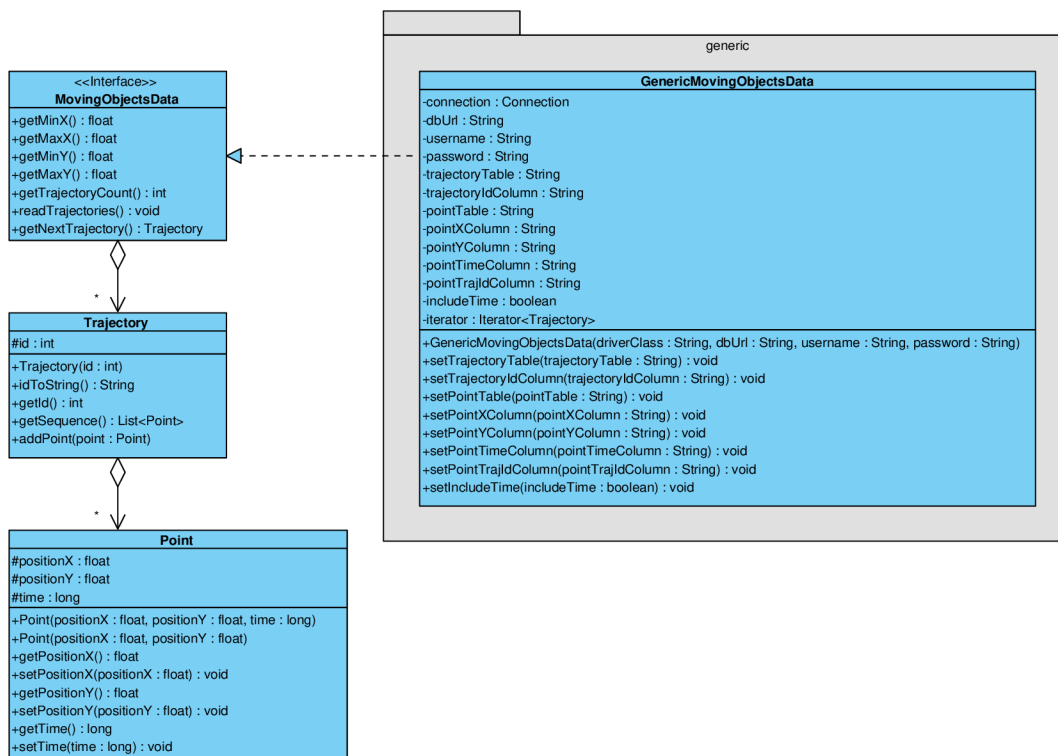 <<Interface>>
MovingObjectsData
+getMinX() : float
+getMaxX() : float
+getMinY() : float
+getMaxY() : float
+getTrajectoryCount() : int
+readTrajectories() : void
+getNextTrajectory() : Trajectory
*
Trajectory
#id : int
+Trajectory(id : int)
+idToString() : String
+getId() : int
+getSequence() : List<Point>
+addPoint(point : Point)
*
Point
#positionX : float
#positionY : float
#time : long
+Point(positionX : float, positionY : float, time : long)
+Point(positionX : float, positionY : float)
+getPositionX() : float
+setPositionX(positionX : float) : void
+getPositionY() : float
+setPositionY(positionY : float) : void
+getTime() : long
+setTime(time : long) : void
generic
GenericMovingObjectsData
-connection : Connection
-dbUrl : String
-username : String
-password : String
-trajectoryTable : String
-trajectoryIdColumn : String
-pointTable : String
-pointXColumn : String
-pointYColumn : String
-pointTimeColumn : String
-pointTrajIdColumn : String
-includeTime : boolean
-iterator : Iterator<Trajectory>
+GenericMovingObjectsData(driverClass : String, dbUrl : String, username : String, password : String)
+setTrajectoryTable(trajectoryTable : String) : void
+setTrajectoryIdColumn(trajectoryIdColumn : String) : void
+setPointTable(pointTable : String) : void
+setPointXColumn(pointXColumn : String) : void
+setPointYColumn(pointYColumn : String) : void
+setPointTimeColumn(pointTimeColumn : String) : void
+setPointTrajIdColumn(pointTrajIdColumn : String) : void
+setIncludeTime(includeTime : boolean) : void